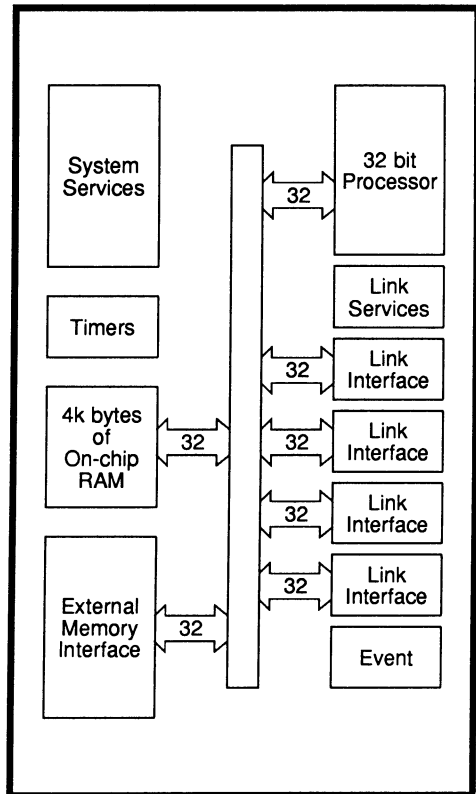 System
Services
Timers
4k bytes
of
On-chip
RAM
32
External
Memory
Interface
32
32 bit
Processor
32
Link
Services
Link
Interface
32
Link
Interface
32
Link
Interface
32
Link
Interface
32
Event